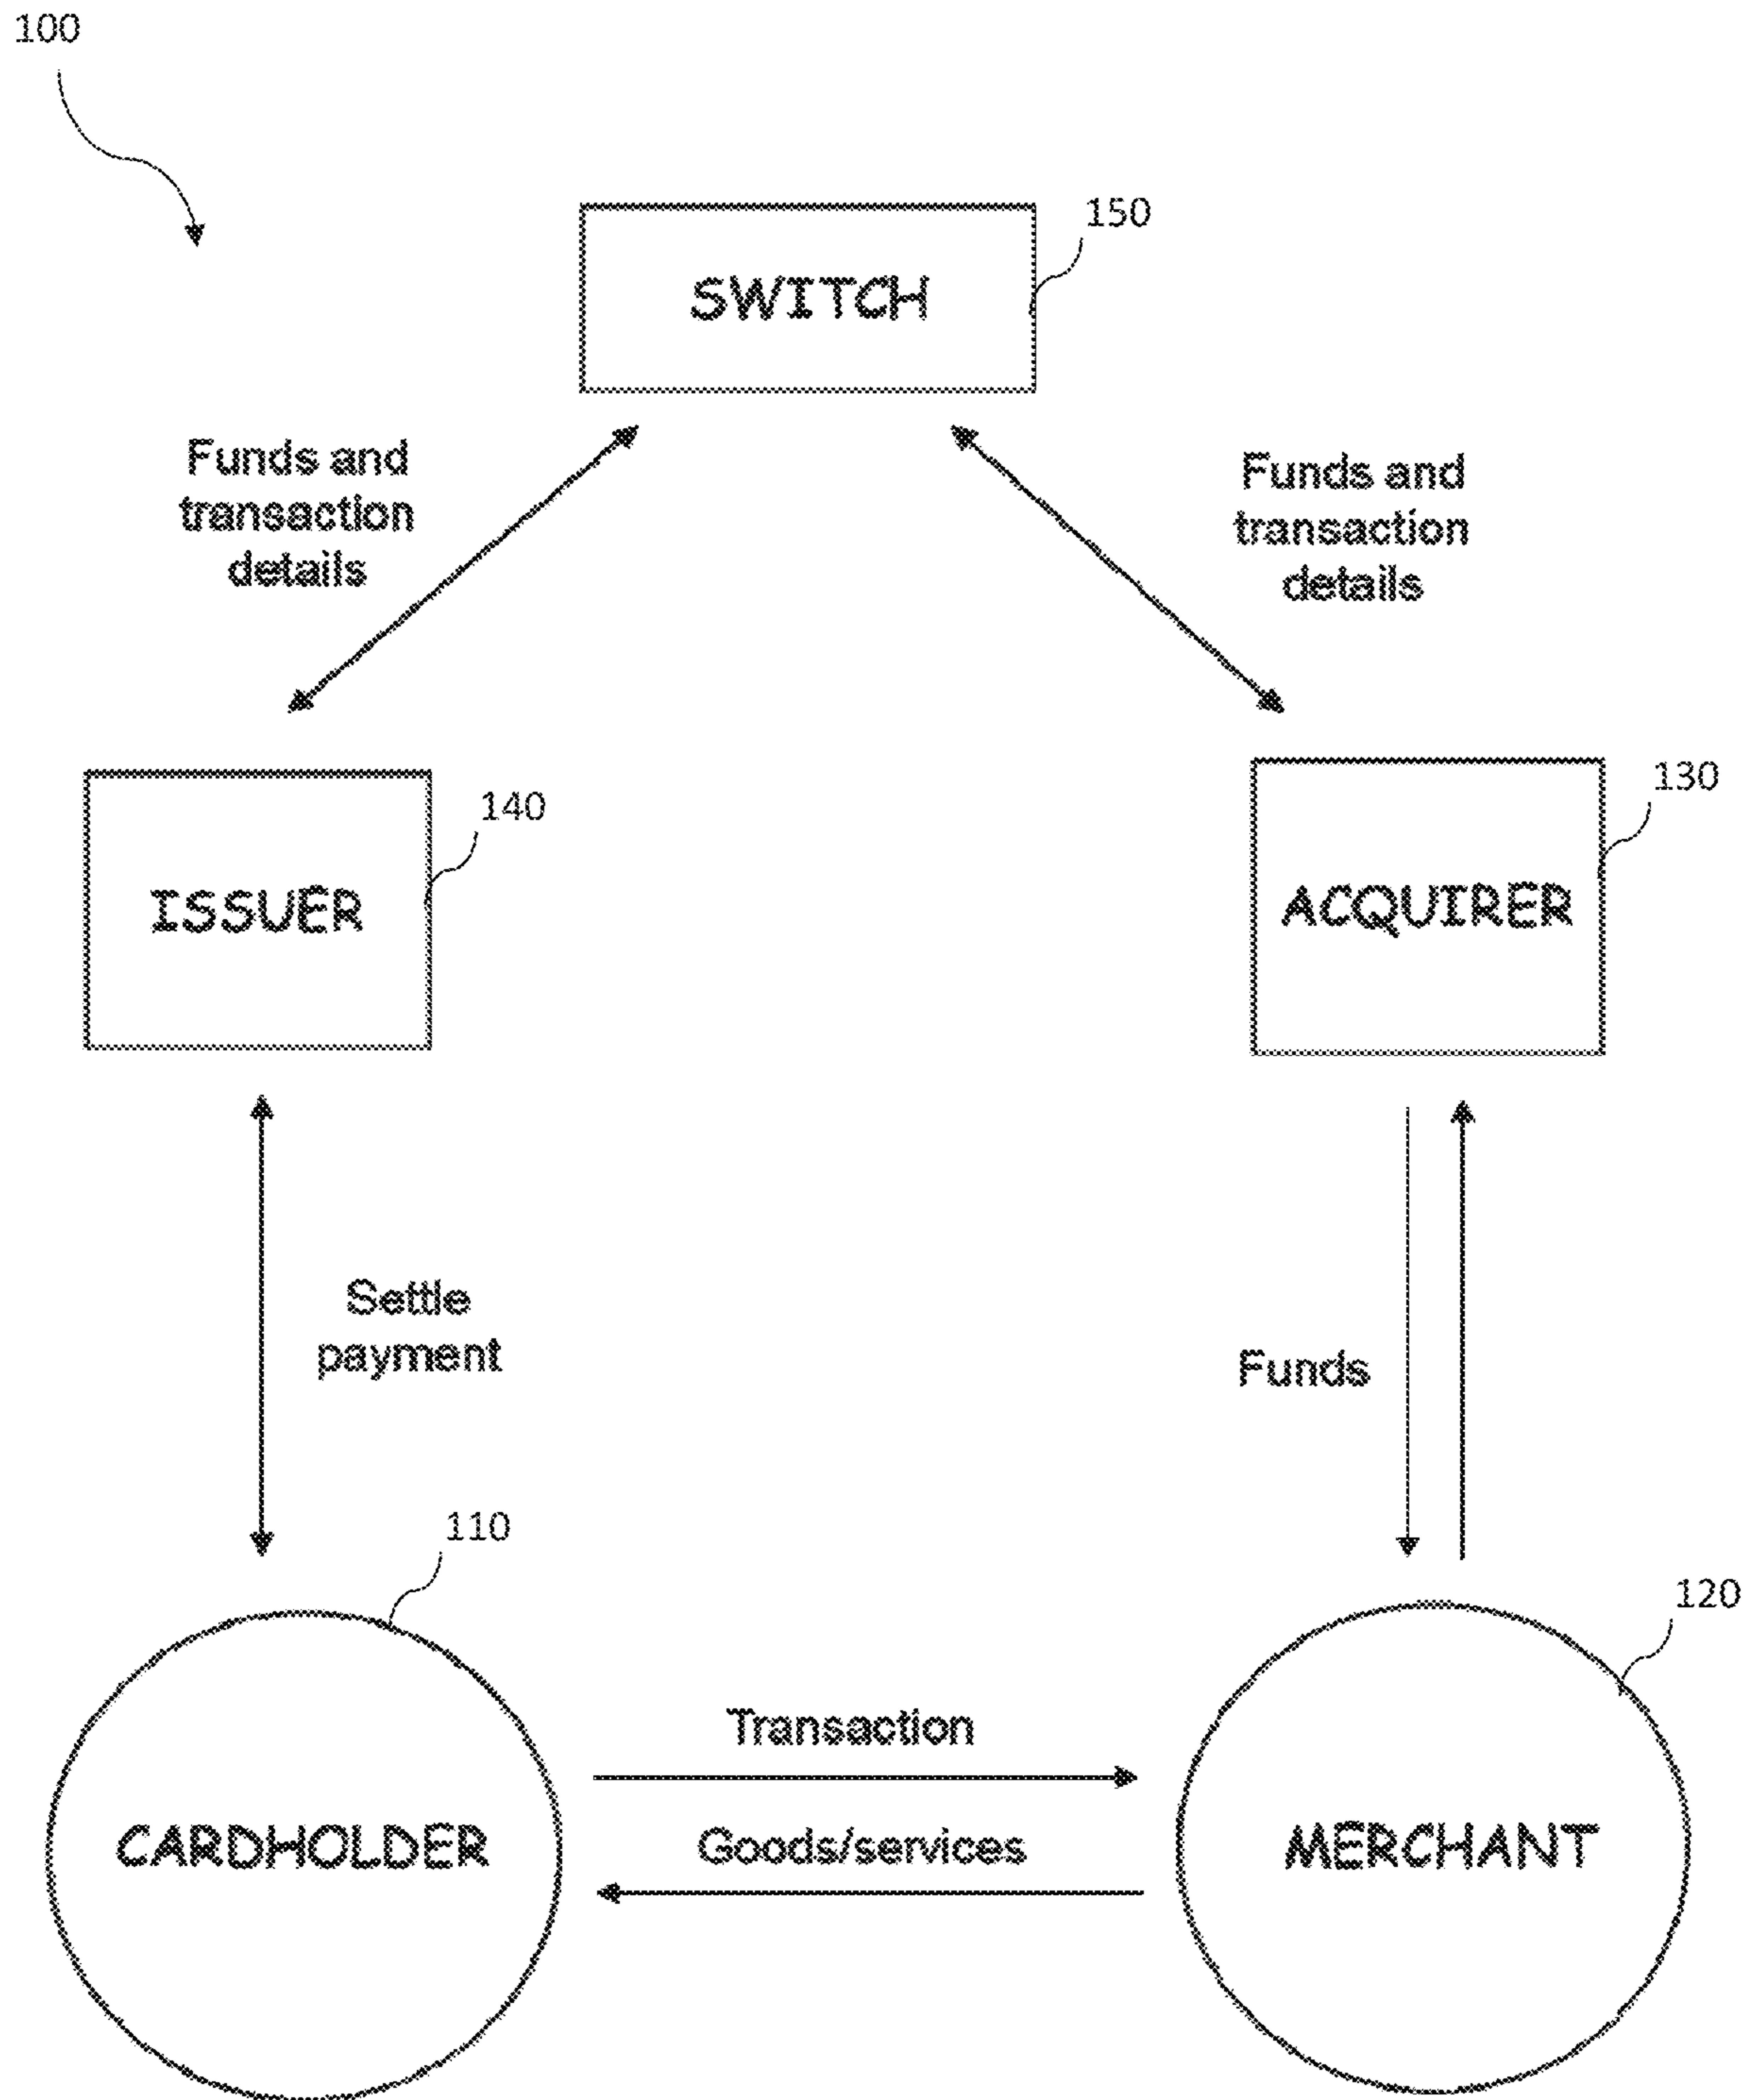 100
150
SWITCH
Funds and
transaction
details
Funds and
transaction
details
140
ISSUER
130
ACQUIRER
Settle
payment
Funds
110
120
CARDHOLDER
Transaction
Goods/services
MERCHANT